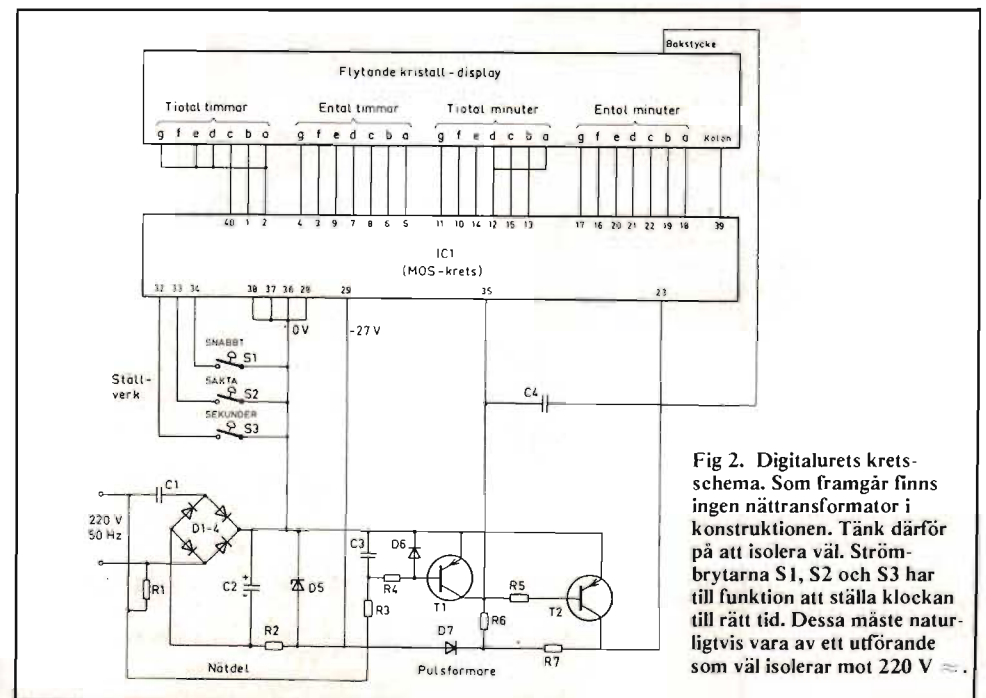 Bakstycke
Flytande kristall - display
Tiotal timmar Ental timmar Tiotal minuter Ental minuter
g f e d c b a g f e d c b a g f e d c b a g f e d c b a Kolon
40 1 2 4 3 9 7 8 6 5 11 10 14 12 15 13 17 16 20 21 22 19 18 39
IC1
(MOS-krets)
32 33 34 38 37 36 28 29 35 23
0V -27V
SNABBT
S1
Ställ-
verk
SAKTA
S2
SEKUNDER
S3
C4
C1
220 V
50 Hz
D1-4
R1
C2
+
-
D5
R2
C3
R3
R4
D6
T1
R5
R6
T2
D7
R7
Nätdel
Pulsformare
Fig 2. Digitalurets krets-
schema. Som framgår finns
ingen nättransformator i
konstruktionen. Tänk därför
på att isolera väl. Ström-
brytarna S1, S2 och S3 har
till funktion att ställa klockan
till rätt tid. Dessa måste natur-
ligtvis vara av ett utförande
som väl isolerar mot 220 V ≈.